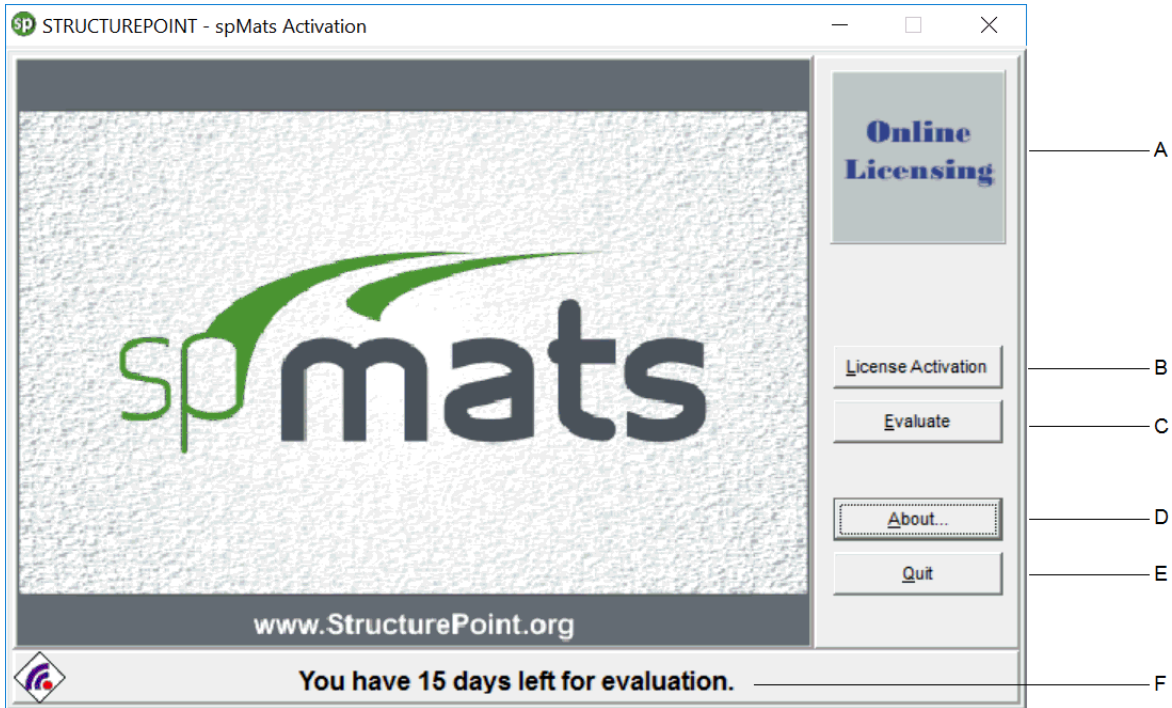 sp STRUCTUREPOINT - spMats Activation
Online
Licensing
A
spmats
License Activation
B
Evaluate
C
About...
D
Quit
E
www.StructurePoint.org
You have 15 days left for evaluation.
F